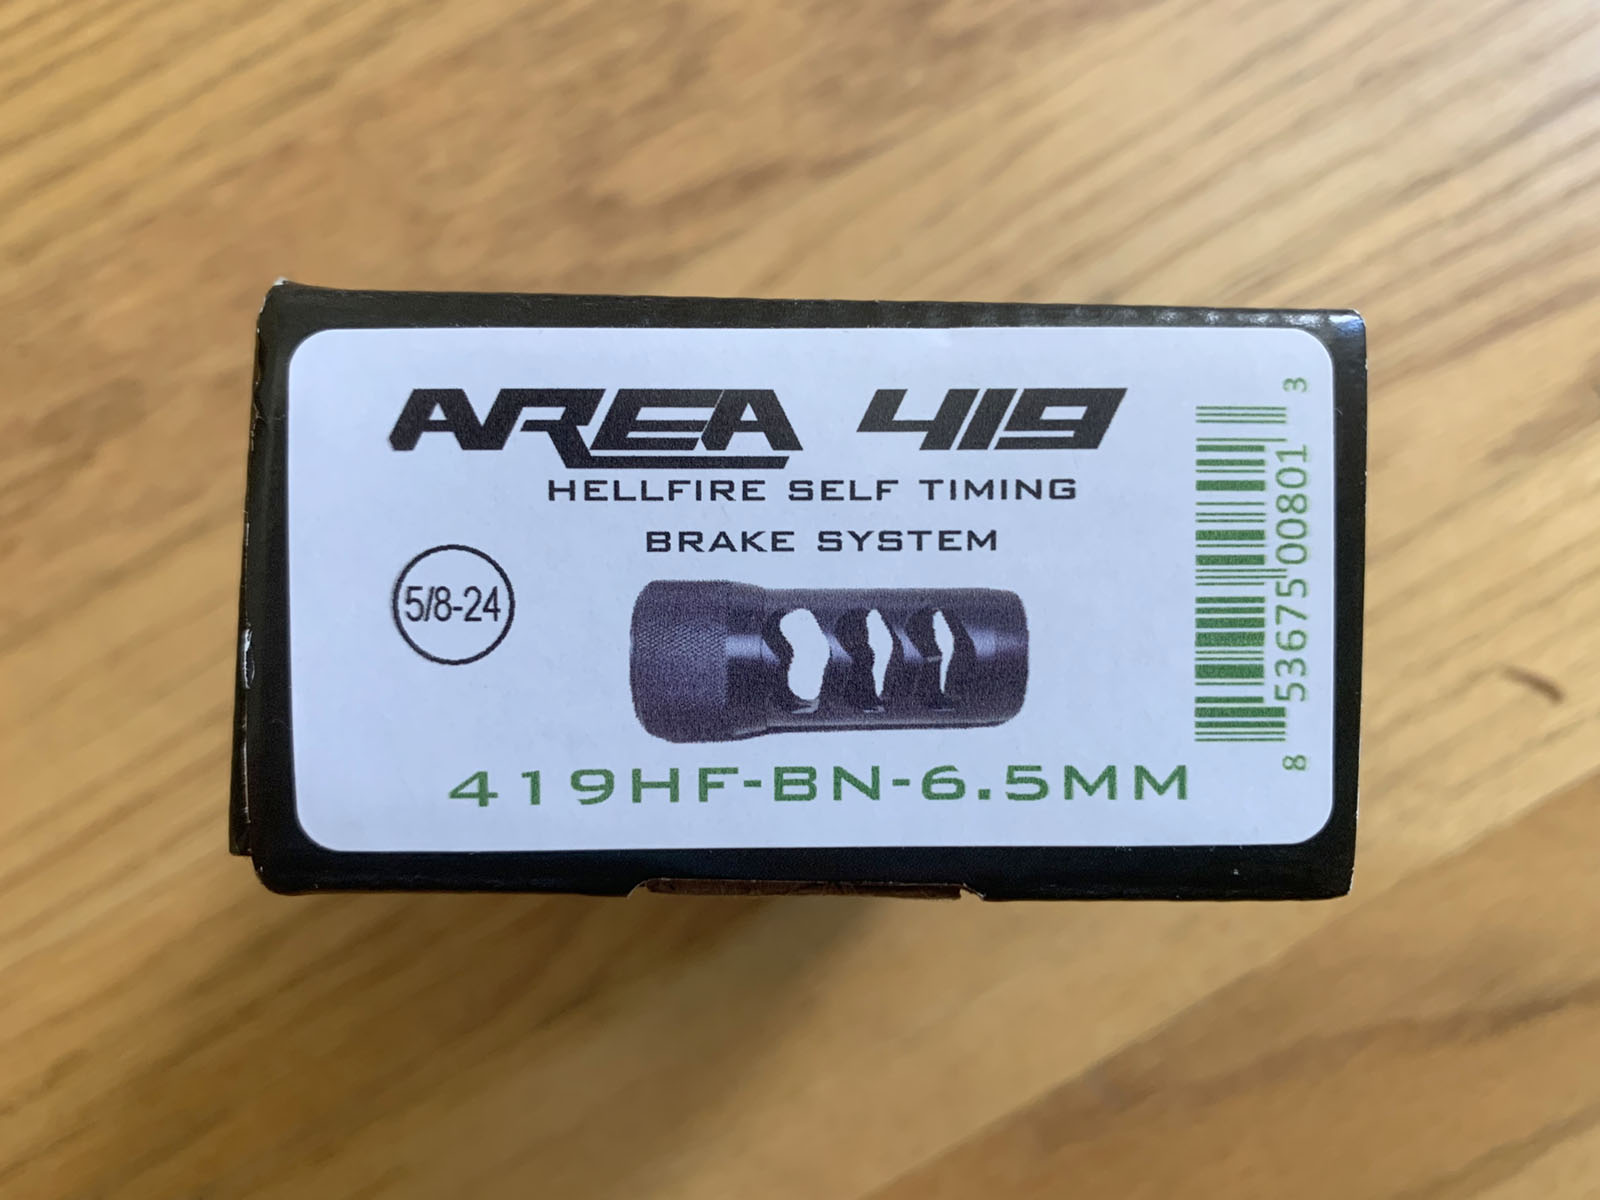 AREA 419
HELLFIRE SELF TIMING
BRAKE SYSTEM
5/8-24
419HF-BN-6.5MM
8 53675 00801 3